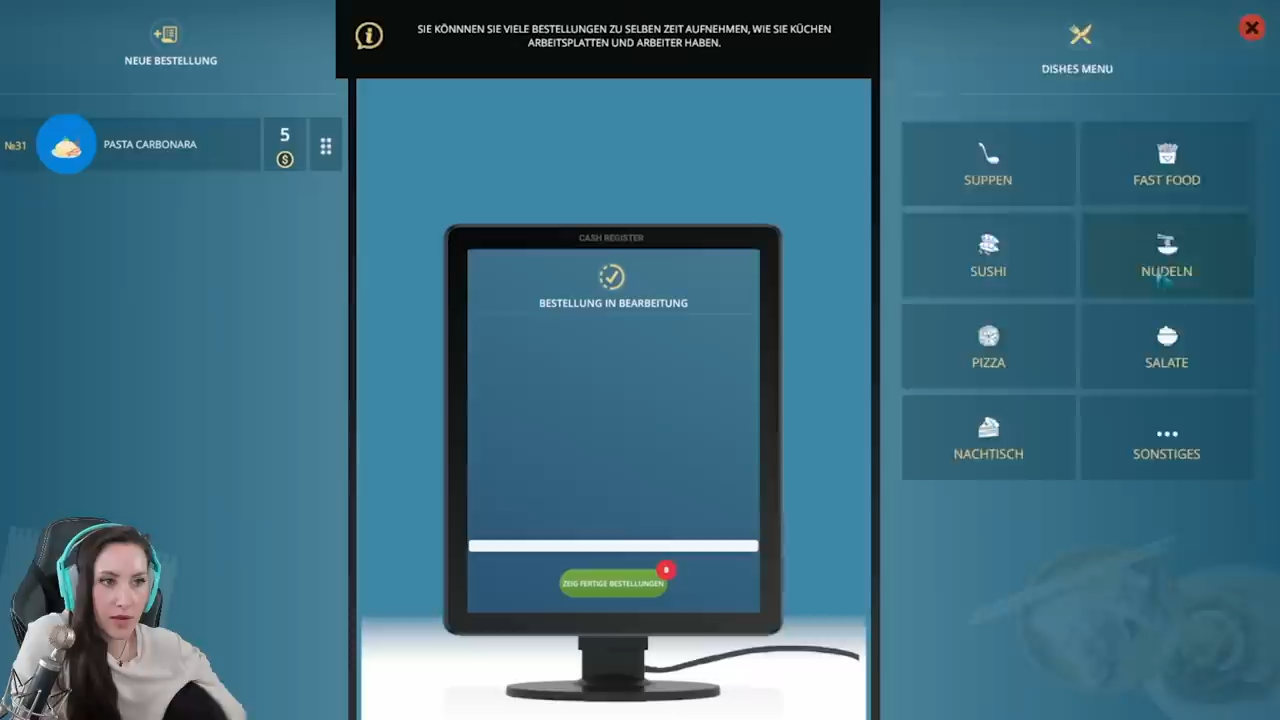 NEUE BESTELLUNG
№31
PASTA CARBONARA
5
SIE KÖNNNEN SIE VIELE BESTELLUNGEN ZU SELBEN ZEIT AUFNEHMEN, WIE SIE KÜCHEN
ARBEITSPLATTEN UND ARBEITER HABEN.
CASH REGISTER
BESTELLUNG IN BEARBEITUNG
ZEIG FERTIGE BESTELLUNGEN
0
DISHES MENU
SUPPEN
FAST FOOD
SUSHI
NUDELN
PIZZA
SALATE
NACHTISCH
SONSTIGES